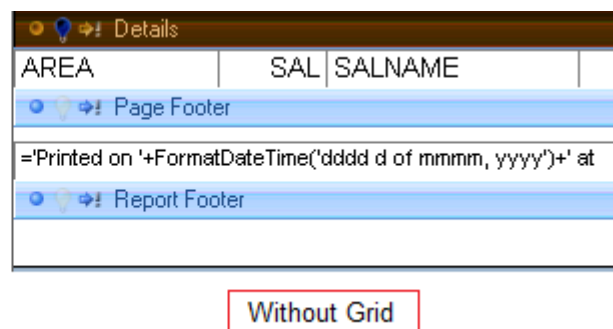 Details
AREA SAL SALNAME
Page Footer
='Printed on '+FormatDateTime('dddd d of mmmm, yyyy')+' at
Report Footer
Without Grid